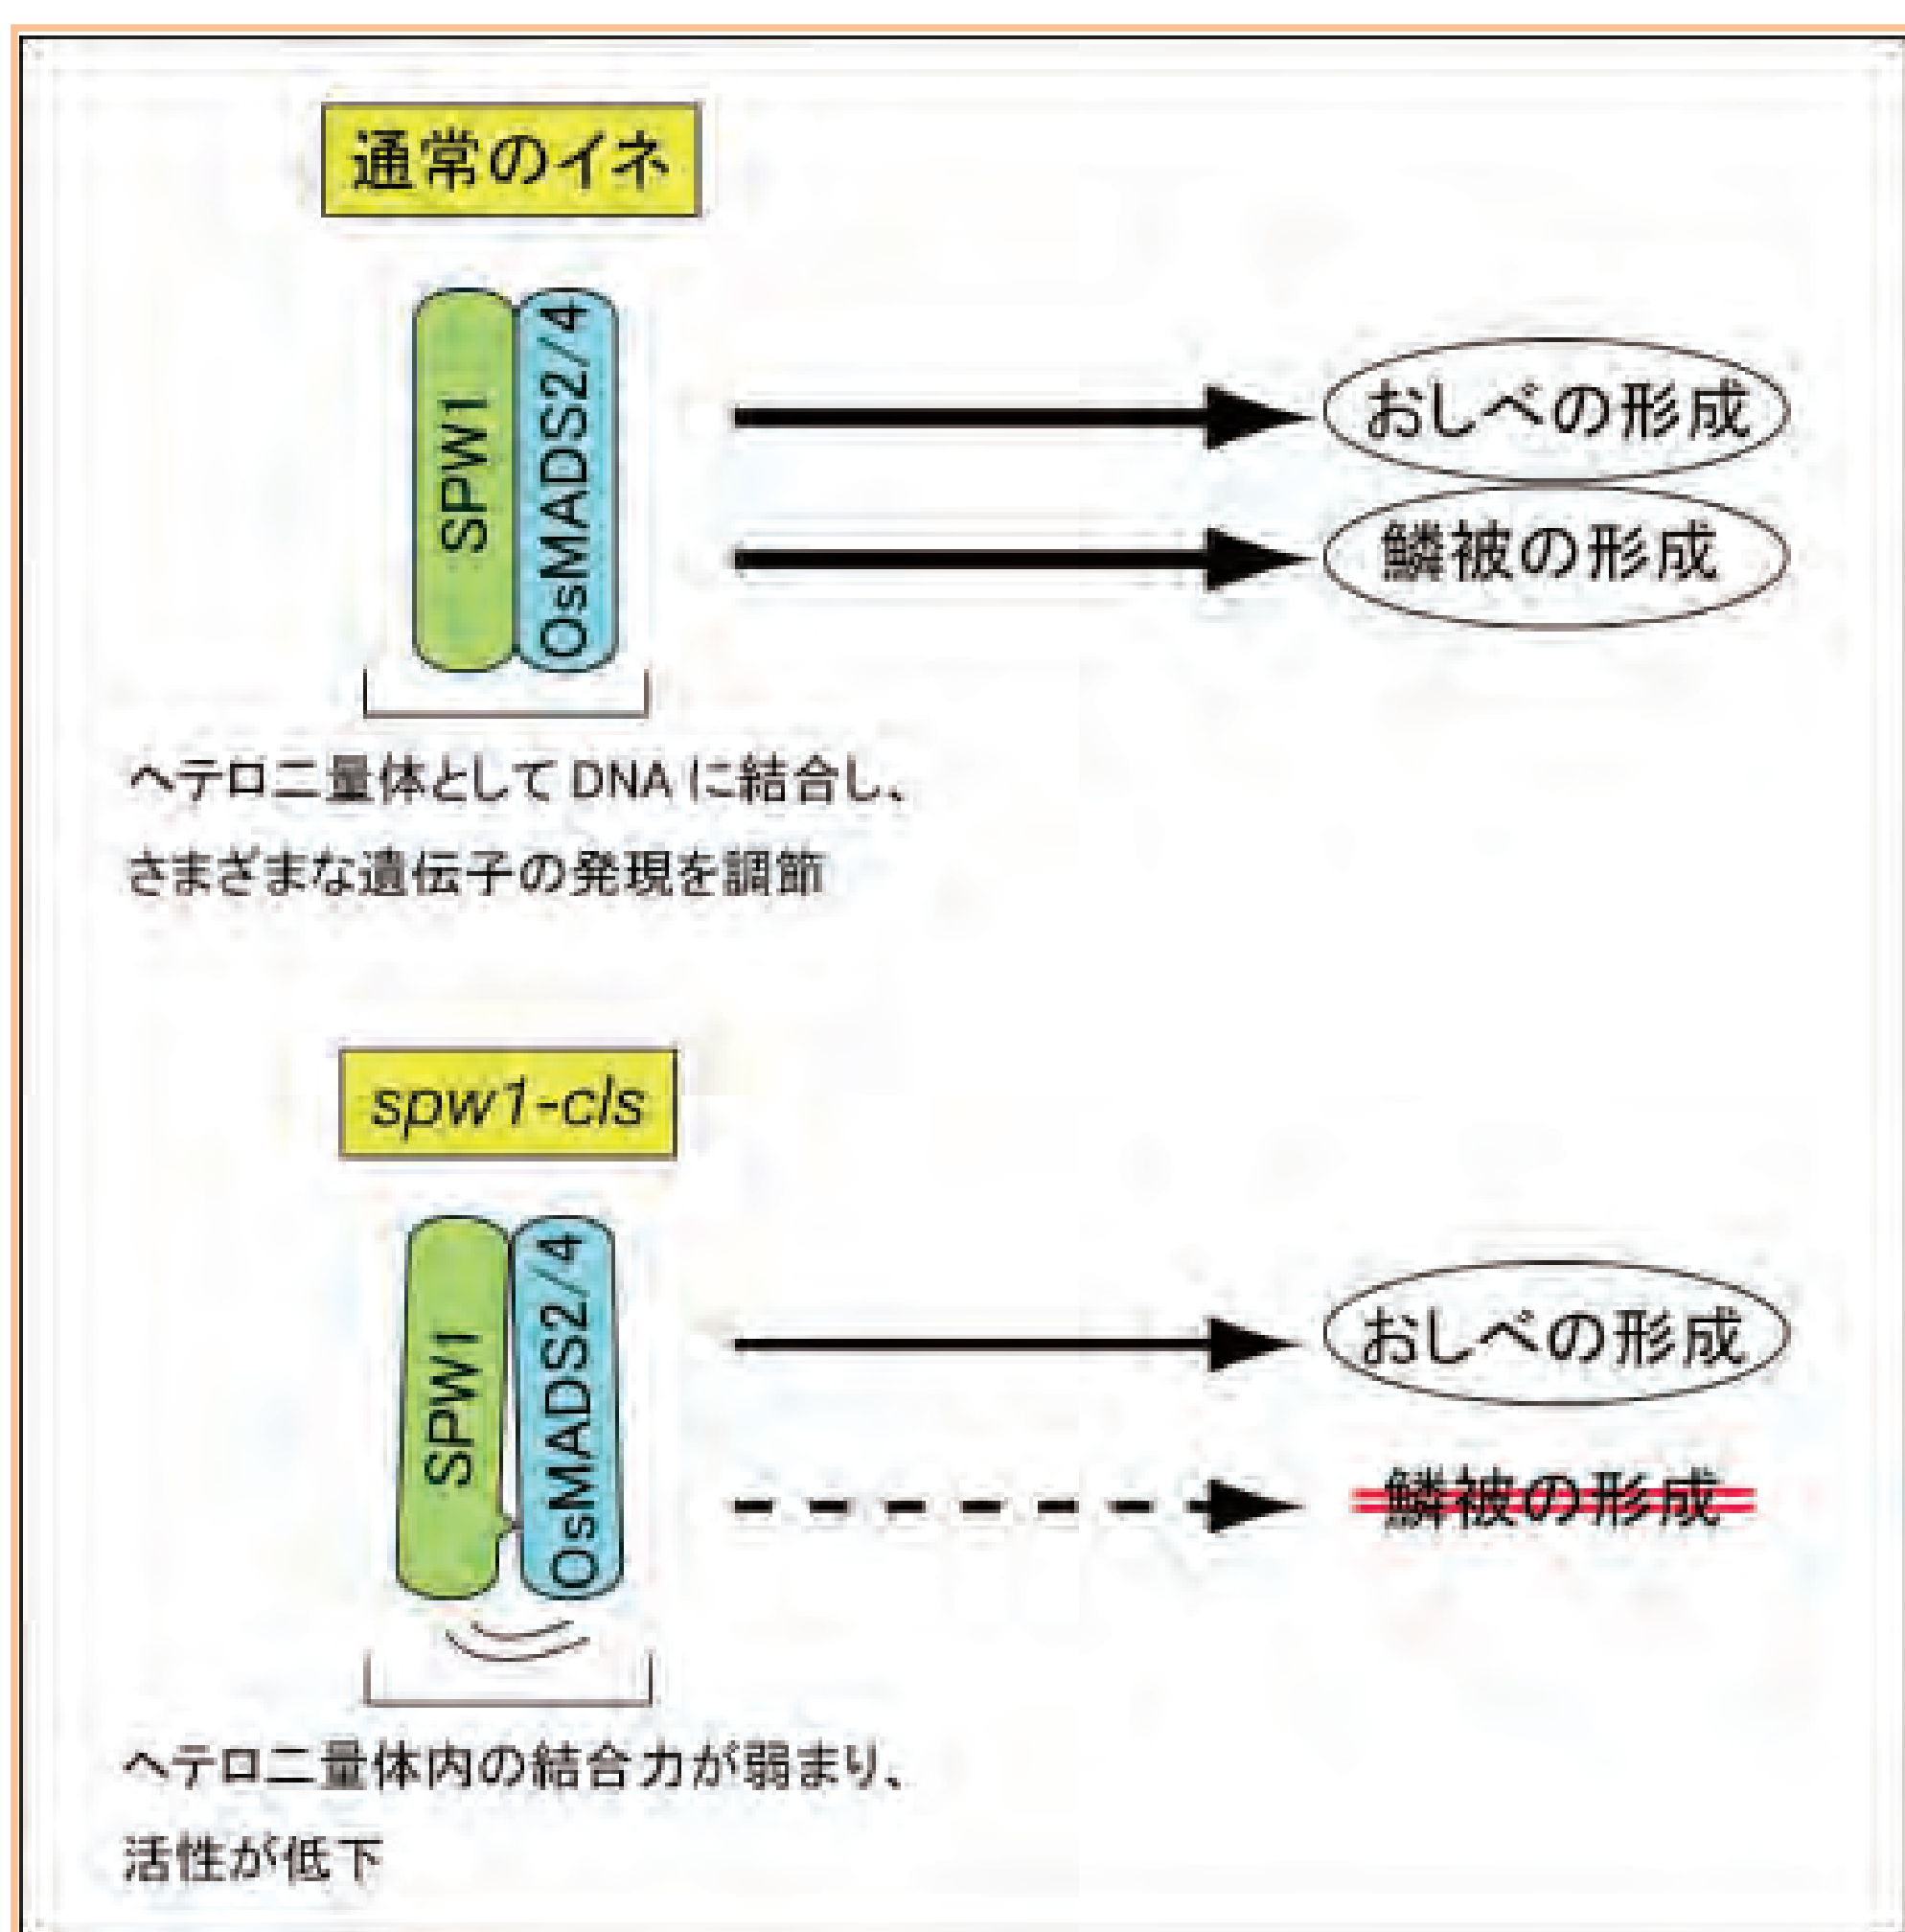 通常のイネ
SPW1
OsMADS2/4
おしべの形成
鱗被の形成
ヘテロ二量体として DNA に結合し、
さまざまな遺伝子の発現を調節
spw1-cls
SPW1
OsMADS2/4
おしべの形成
鱗被の形成
ヘテロ二量体内の結合力が弱まり、
活性が低下